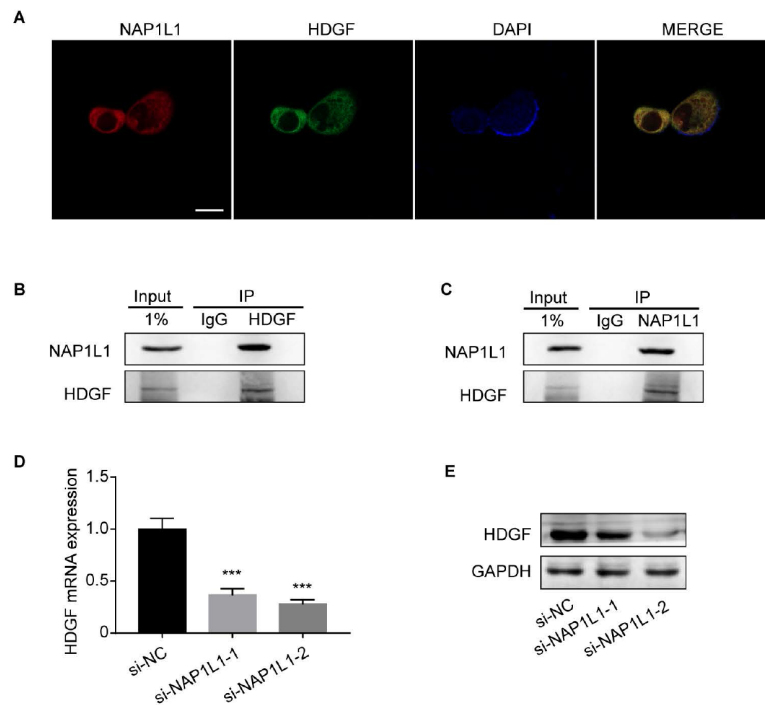 A
NAP1L1 HDGF DAPI MERGE
B
Input IP
1% IgG HDGF
NAP1L1
HDGF
C
Input IP
1% IgG NAP1L1
NAP1L1
HDGF
D
HDGF mRNA expression
1.5
1.0
0.5
0
***
***
si-NC
si-NAP1L1-1
si-NAP1L1-2
E
HDGF
GAPDH
si-NC
si-NAP1L1-1
si-NAP1L1-2